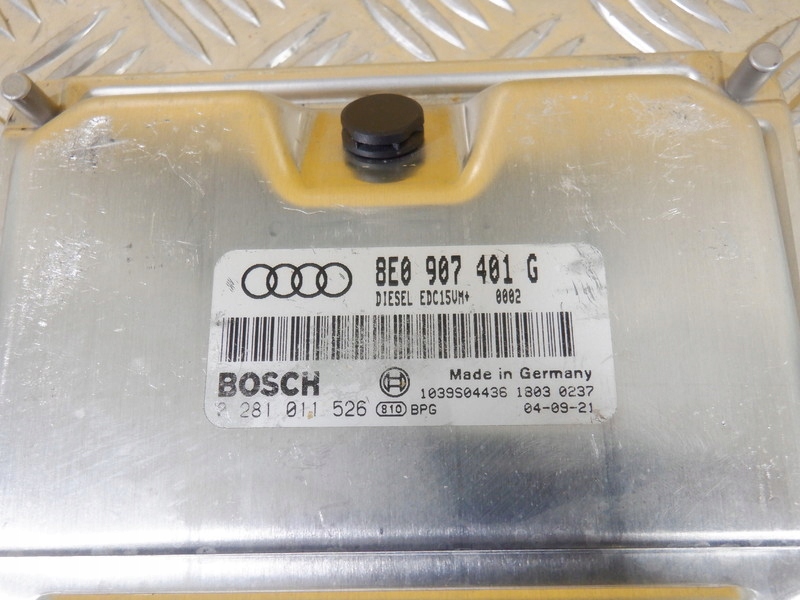 8E0 907 401 G
DIESEL EDC15VM+ 0002
BOSCH
Made in Germany
1039S04436 1803 0237
281 011 526 810 BPG
04-09-21